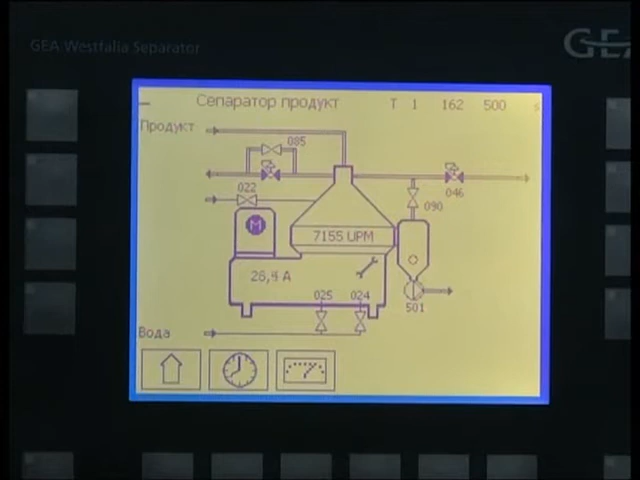 GEA Westfalia Separator
GEA
Сепаратор продукт T 1 162 500 s
Продукт
085
022
046
090
M
7155 UPM
26,4 A
025 024
501
Вода